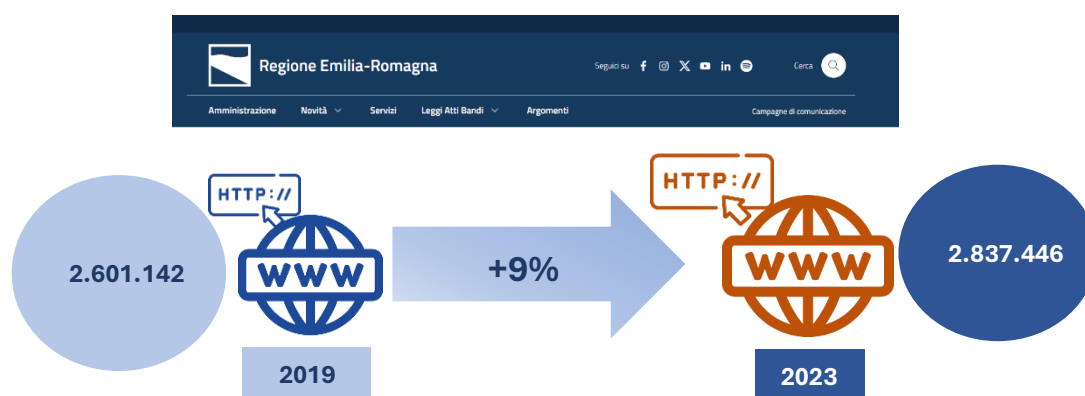 Regione Emilia-Romagna
Seguici su
Cerca
Amministrazione Novità Servizi Leggi Atti Bandi Argomenti
Campagne di comunicazione
HTTP://
WWW
HTTP://
WWW
2.601.142
+9%
2.837.446
2019
2023